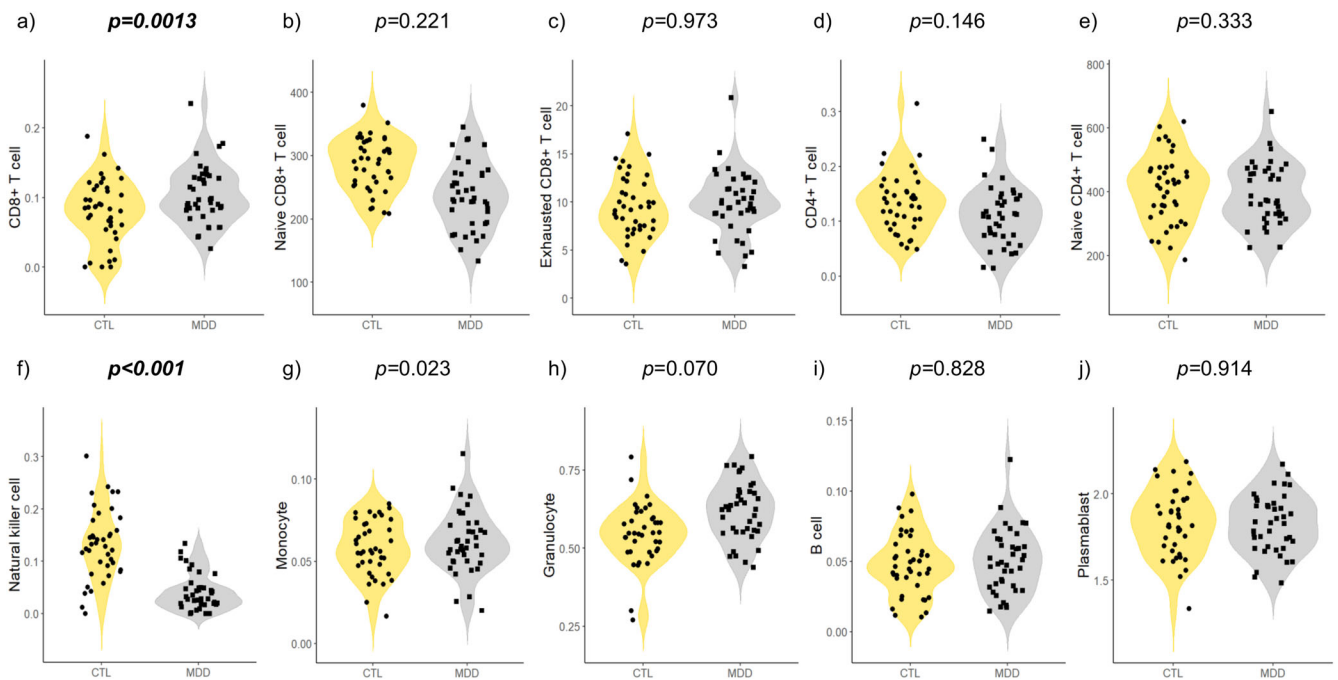 a) p=0.0013 b) p=0.221 c) p=0.973 d) p=0.146 e) p=0.333
CD8+ T cell
0.2
0.1
0.0
CTL MDD
Naive CD8+ T cell
400
300
200
100
CTL MDD
Exhausted CD8+ T cell
20
15
10
5
0
CTL MDD
CD4+ T cell
0.3
0.2
0.1
0.0
CTL MDD
Naive CD4+ T cell
800
600
400
200
CTL MDD
f) p<0.001 g) p=0.023 h) p=0.070 i) p=0.828 j) p=0.914
Natural killer cell
0.3
0.2
0.1
0.0
CTL MDD
Monocyte
0.10
0.05
0.00
CTL MDD
Granulocyte
0.75
0.50
0.25
CTL MDD
B cell
0.15
0.10
0.05
0.00
CTL MDD
Plasmablast
2.0
1.5
CTL MDD